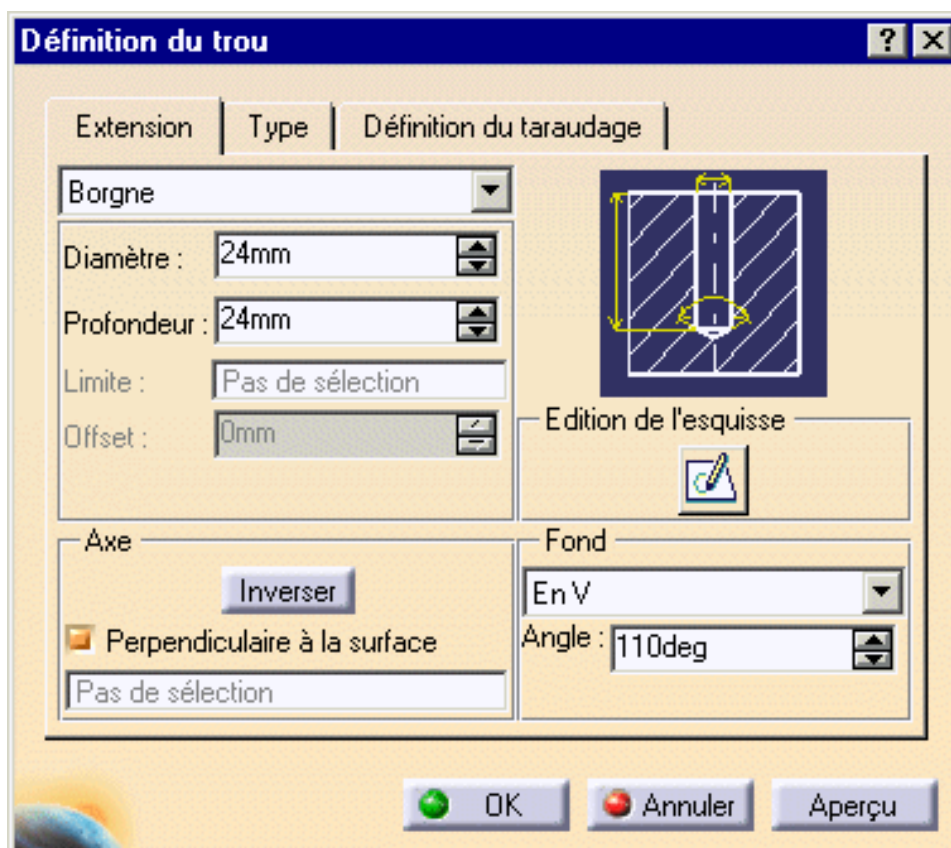 Définition du trou
Extension Type Définition du taraudage
Borgne
Diamètre : 24mm
Profondeur : 24mm
Limite : Pas de sélection
Offset : 0mm
Edition de l'esquisse
Axe
Inverser
Perpendiculaire à la surface
Pas de sélection
Fond
En V
Angle : 110deg
OK Annuler Aperçu